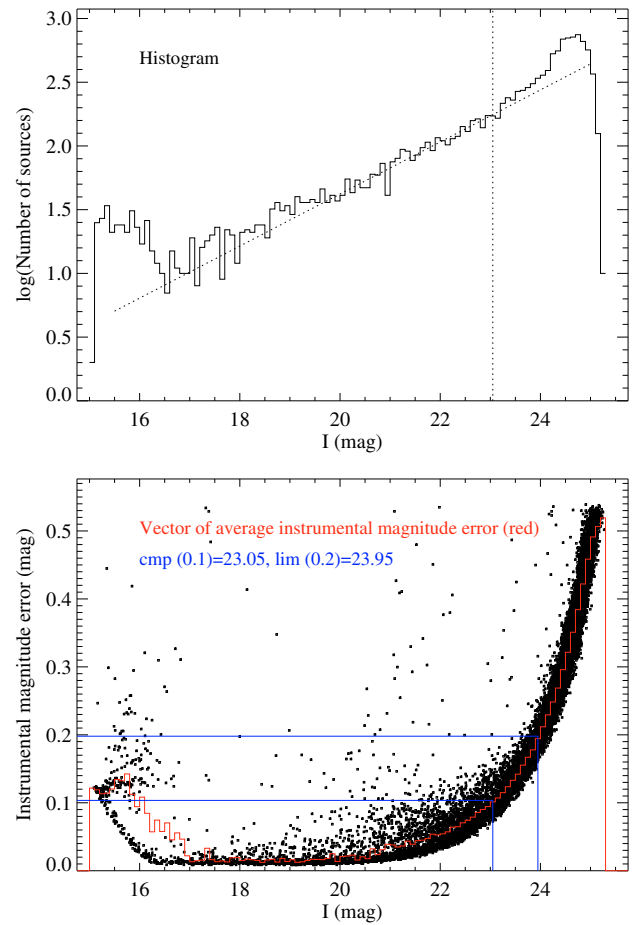 3.0
Histogram
2.5
2.0
1.5
1.0
0.5
0.0
log(Number of sources)
16 18 20 22 24
I (mag)
Vector of average instrumental magnitude error (red)
cmp (0.1)=23.05, lim (0.2)=23.95
0.5
0.4
0.3
0.2
0.1
0.0
Instrumental magnitude error (mag)
16 18 20 22 24
I (mag)